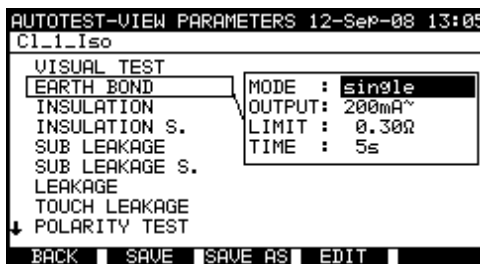 AUTOTEST-VIEW PARAMETERS 12-Sep-08 13:05
Cl_1_Iso
VISUAL TEST
EARTH BOND
INSULATION
INSULATION S.
SUB LEAKAGE
SUB LEAKAGE S.
LEAKAGE
TOUCH LEAKAGE
POLARITY TEST
MODE : single
OUTPUT: 200mA~
LIMIT : 0.30Ω
TIME : 5s
BACK SAVE SAVE AS EDIT